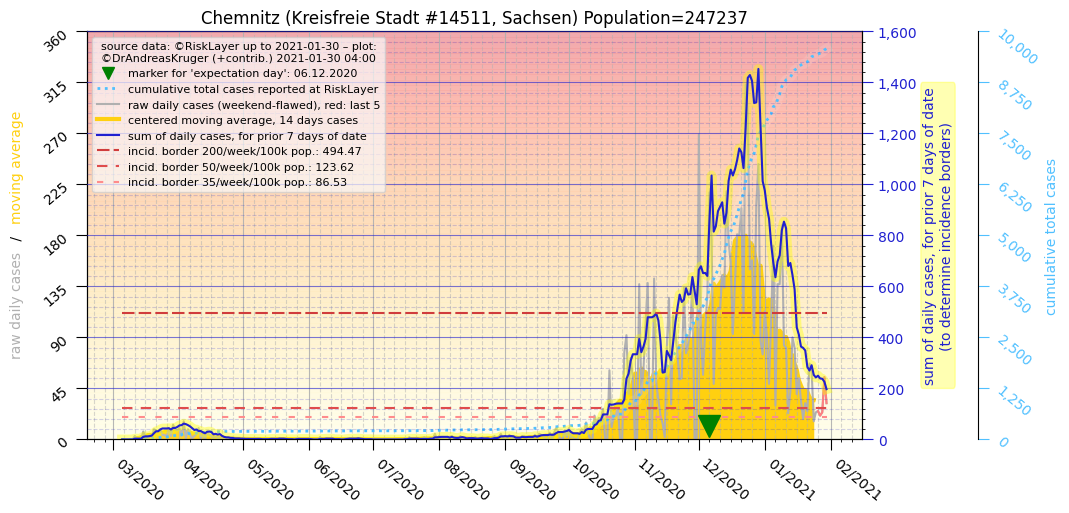 Chemnitz (Kreisfreie Stadt #14511, Sachsen) Population=247237
source data: ©RiskLayer up to 2021-01-30 – plot:
©DrAndreasKruger (+contrib.) 2021-01-30 04:00
marker for 'expectation day': 06.12.2020
cumulative total cases reported at RiskLayer
raw daily cases (weekend-flawed), red: last 5
centered moving average, 14 days cases
sum of daily cases, for prior 7 days of date
incid. border 200/week/100k pop.: 494.47
incid. border 50/week/100k pop.: 123.62
incid. border 35/week/100k pop.: 86.53
raw daily cases / moving average
360
315
270
225
180
135
90
45
0
03/2020
04/2020
05/2020
06/2020
07/2020
08/2020
09/2020
10/2020
11/2020
12/2020
01/2021
02/2021
1,600
1,400
1,200
1,000
800
600
400
200
0
sum of daily cases, for prior 7 days of date
(to determine incidence borders)
10,000
8,750
7,500
6,250
5,000
3,750
2,500
1,250
0
cumulative total cases